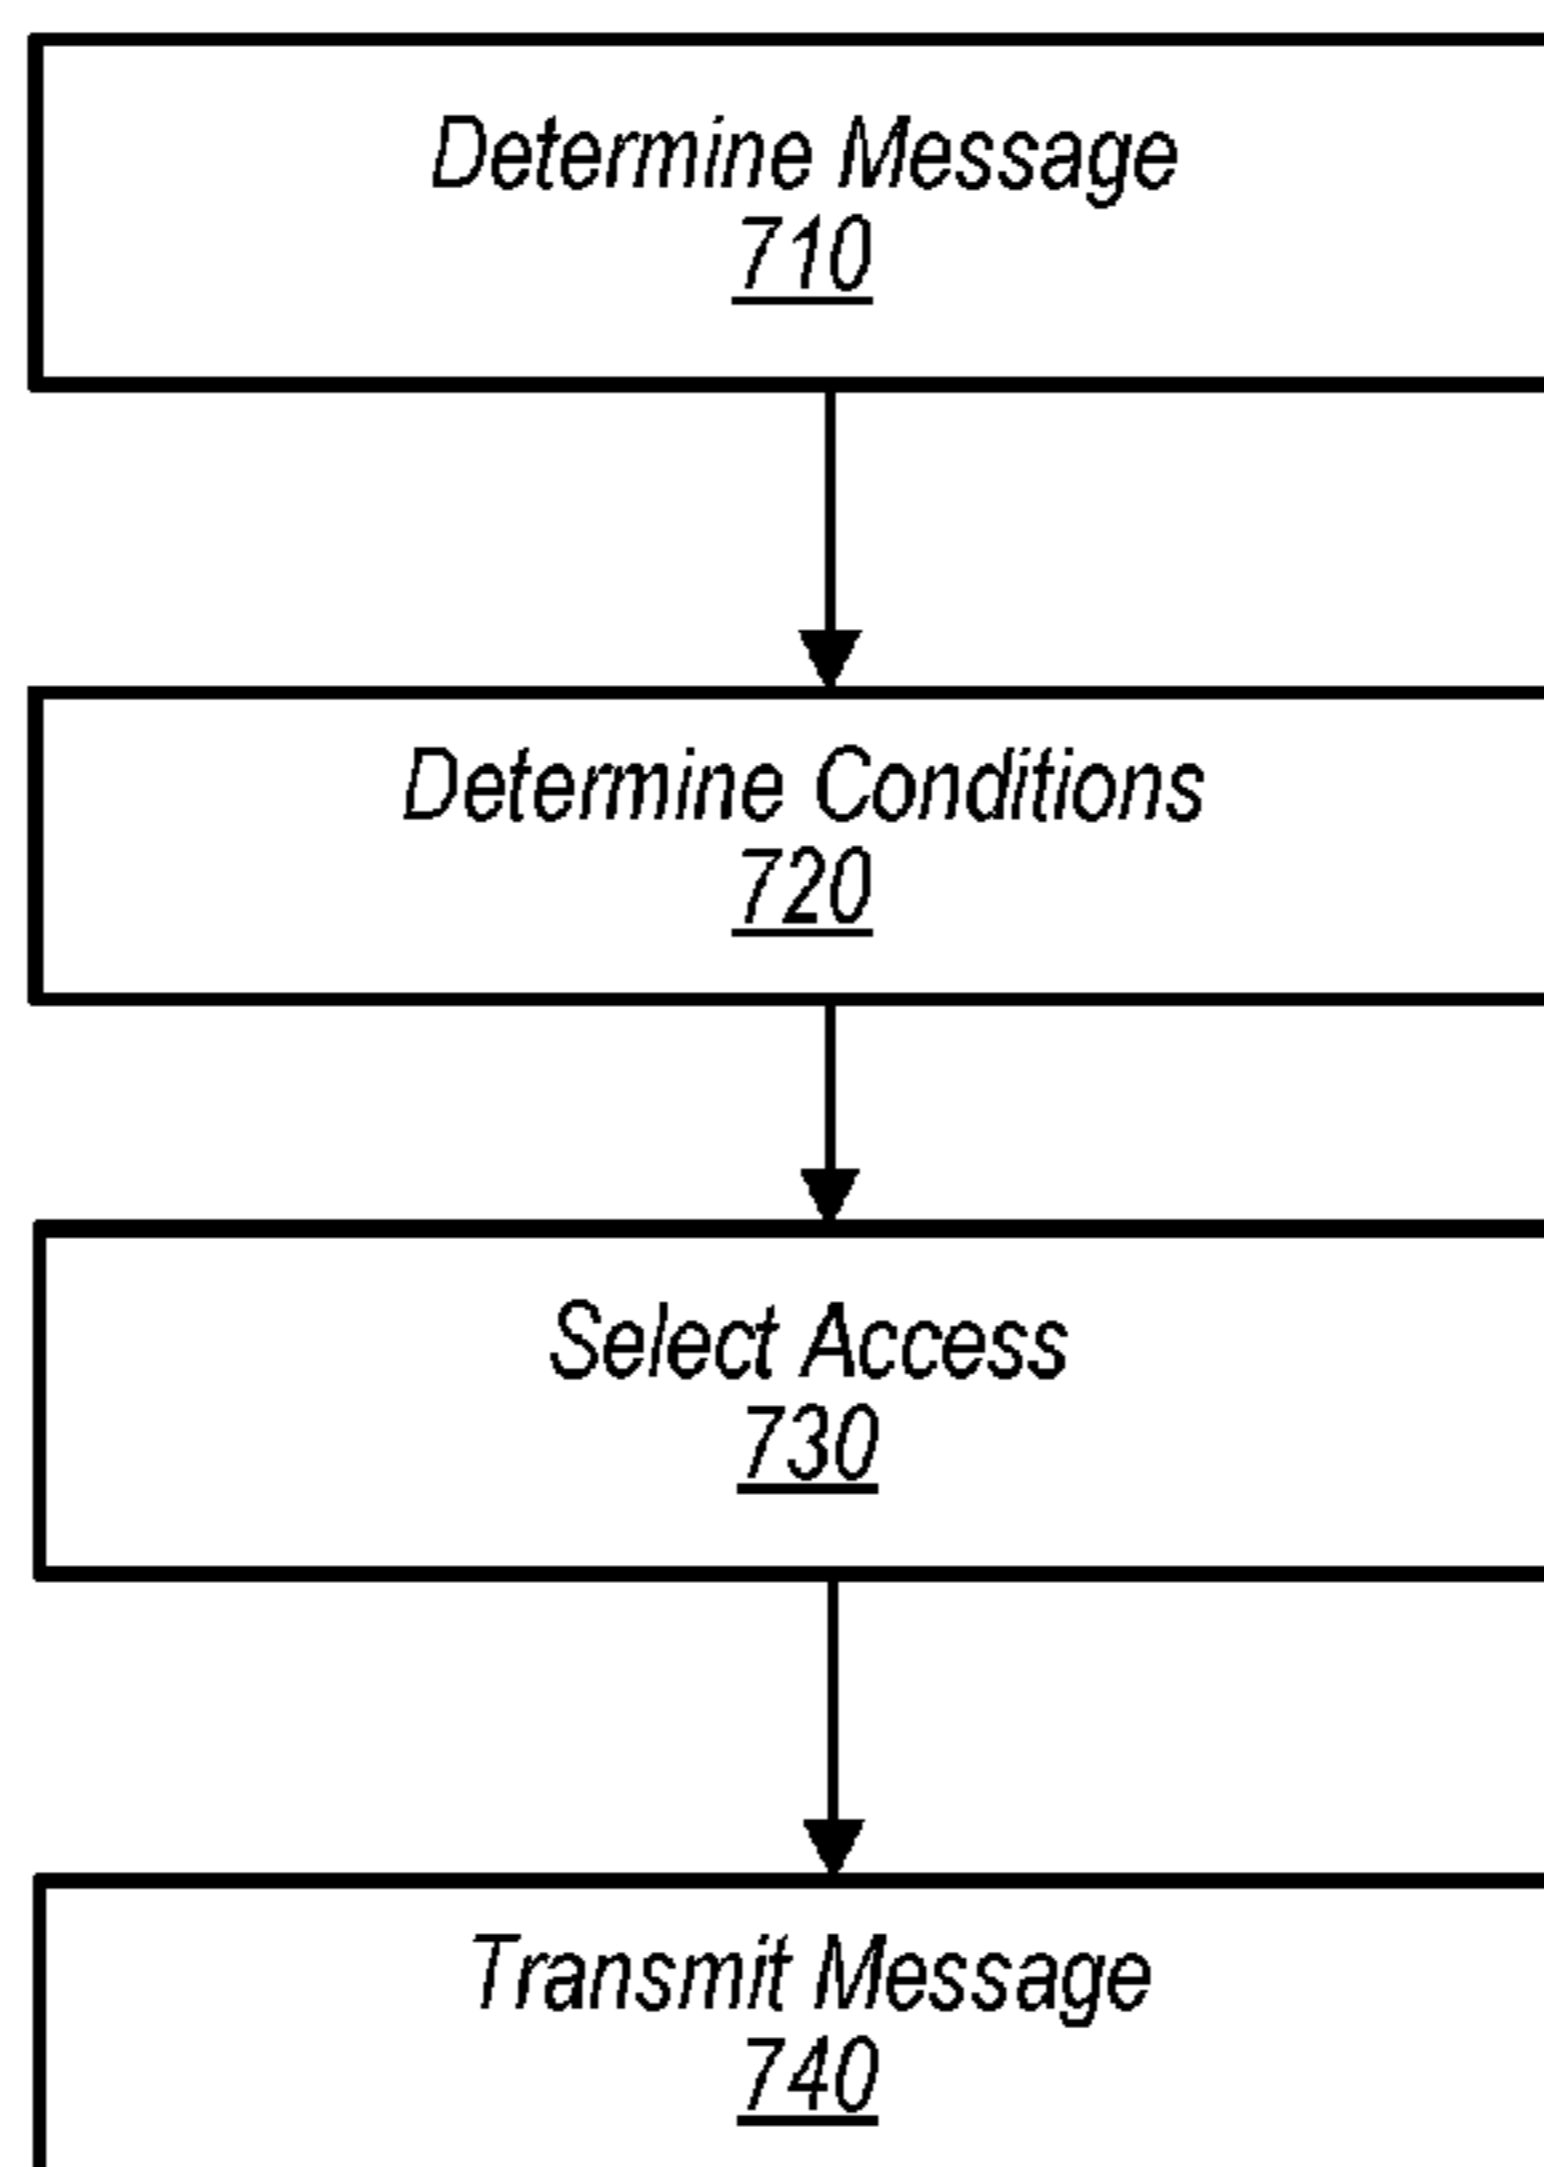 Determine Message
710
Determine Conditions
720
Select Access
730
Transmit Message
740